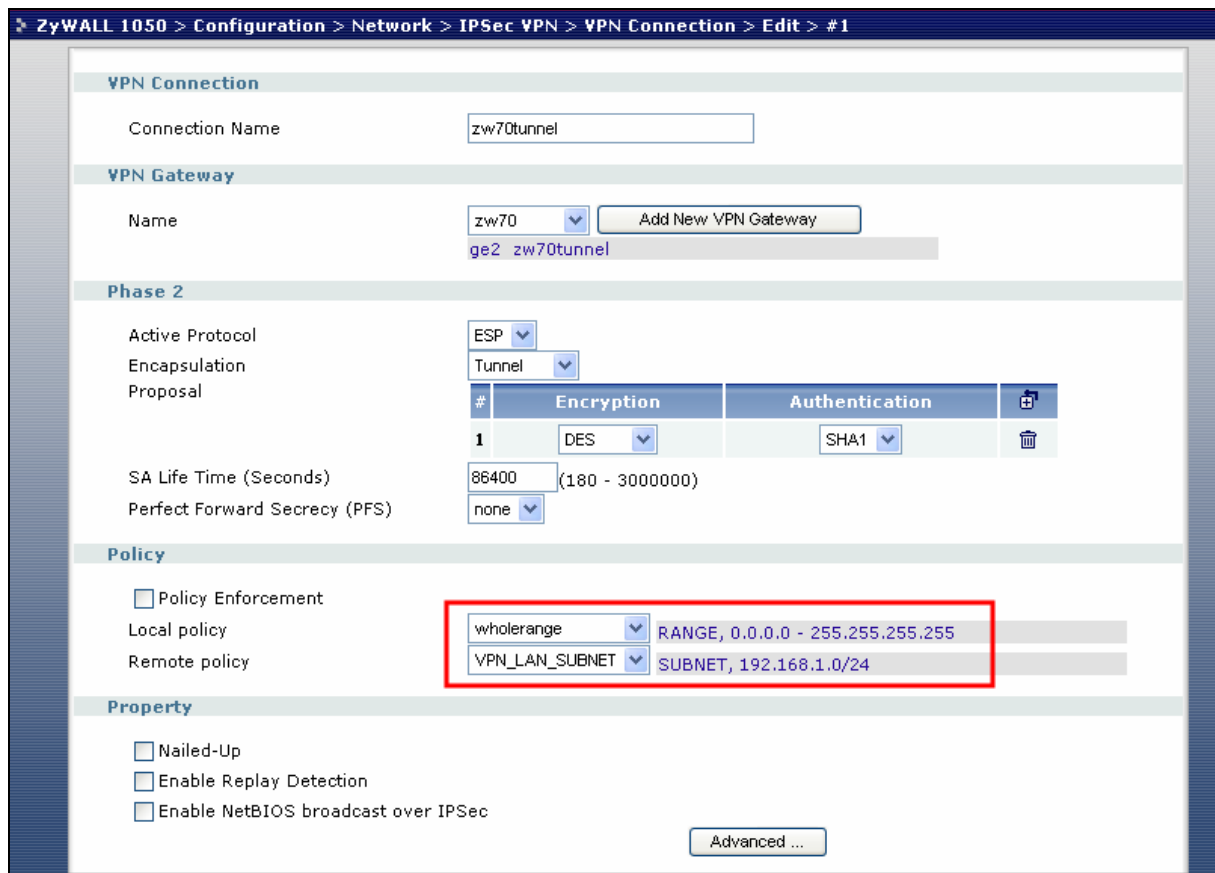 ZyWALL 1050 > Configuration > Network > IPSec VPN > VPN Connection > Edit > #1
VPN Connection
Connection Name zw70tunnel
VPN Gateway
Name zw70 Add New VPN Gateway
ge2 zw70tunnel
Phase 2
Active Protocol ESP
Encapsulation Tunnel
Proposal # Encryption Authentication
1 DES SHA1
SA Life Time (Seconds) 86400 (180 - 3000000)
Perfect Forward Secrecy (PFS) none
Policy
Policy Enforcement
Local policy wholerange RANGE, 0.0.0.0 - 255.255.255.255
Remote policy VPN_LAN_SUBNET SUBNET, 192.168.1.0/24
Property
Nailed-Up
Enable Replay Detection
Enable NetBIOS broadcast over IPSec
Advanced ...